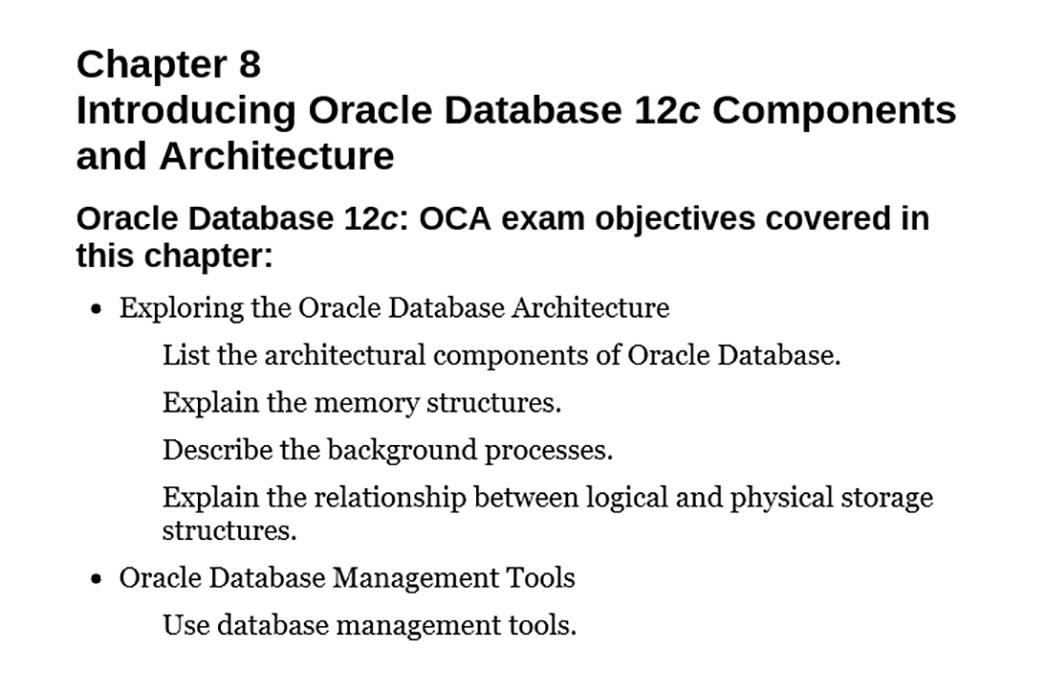 Chapter 8
Introducing Oracle Database 12c Components
and Architecture
Oracle Database 12c: OCA exam objectives covered in
this chapter:
• Exploring the Oracle Database Architecture
List the architectural components of Oracle Database.
Explain the memory structures.
Describe the background processes.
Explain the relationship between logical and physical storage
structures.
• Oracle Database Management Tools
Use database management tools.